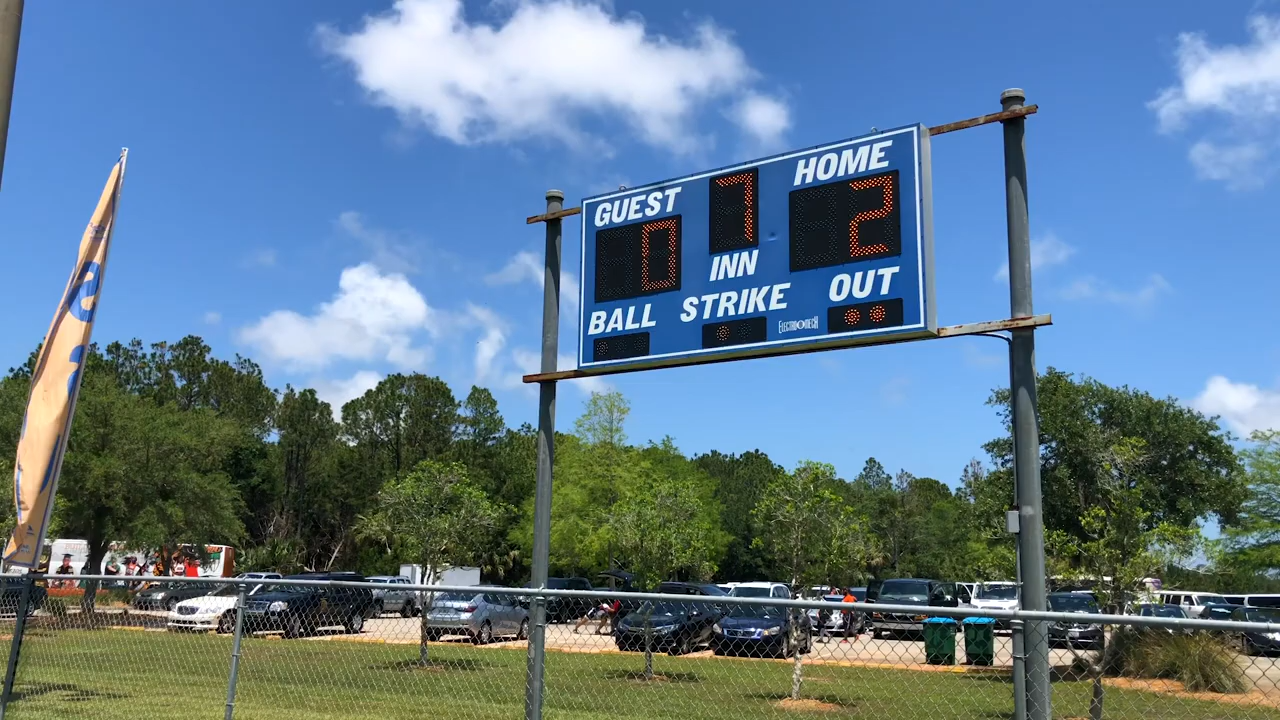 GUEST
HOME
0
7
2
INN
BALL
STRIKE
OUT
ELECTRO-MECH